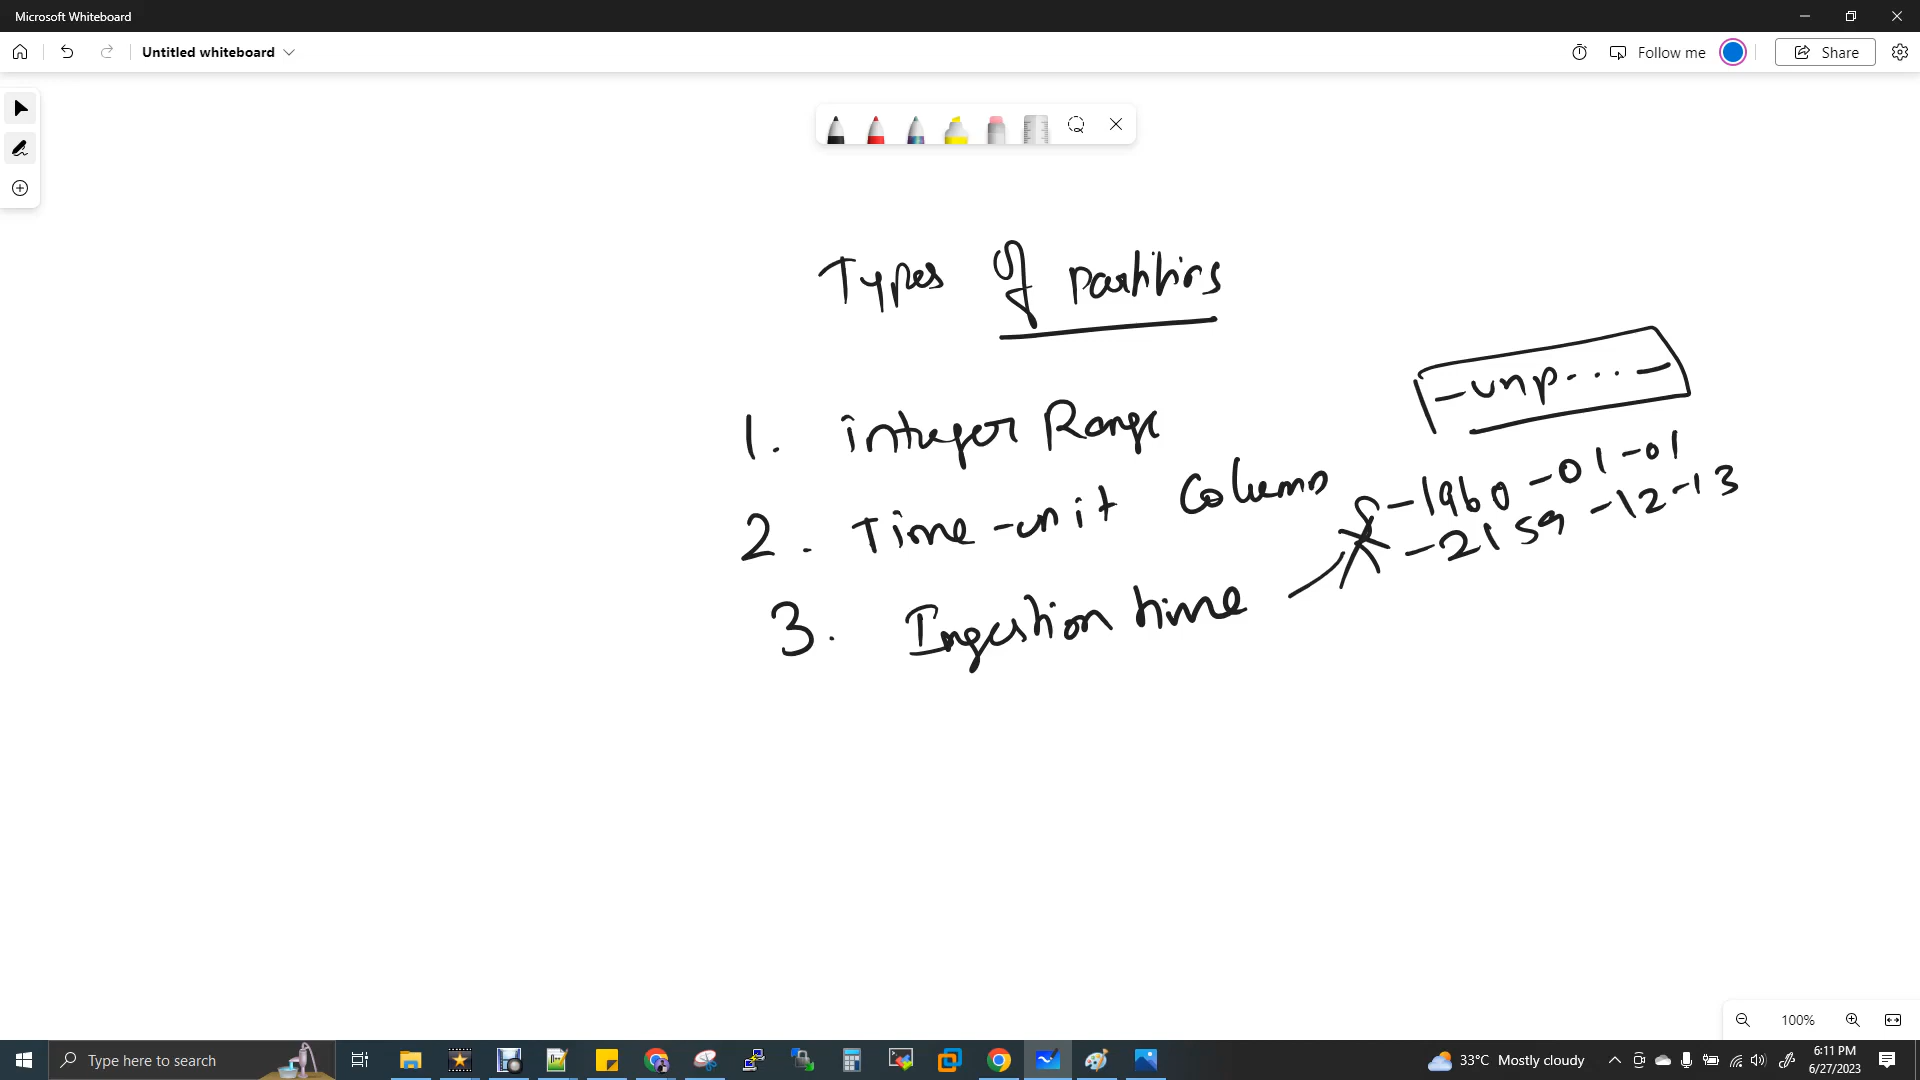 Microsoft Whiteboard
Untitled whiteboard
Follow me
Share
Types of partitions
-unp...-
1. integer Range
2. Time-unit Column
-1960-01-01
-2159-12-13
3. Ingestion time
100%
Type here to search
33°C Mostly cloudy
6:11 PM
6/27/2023